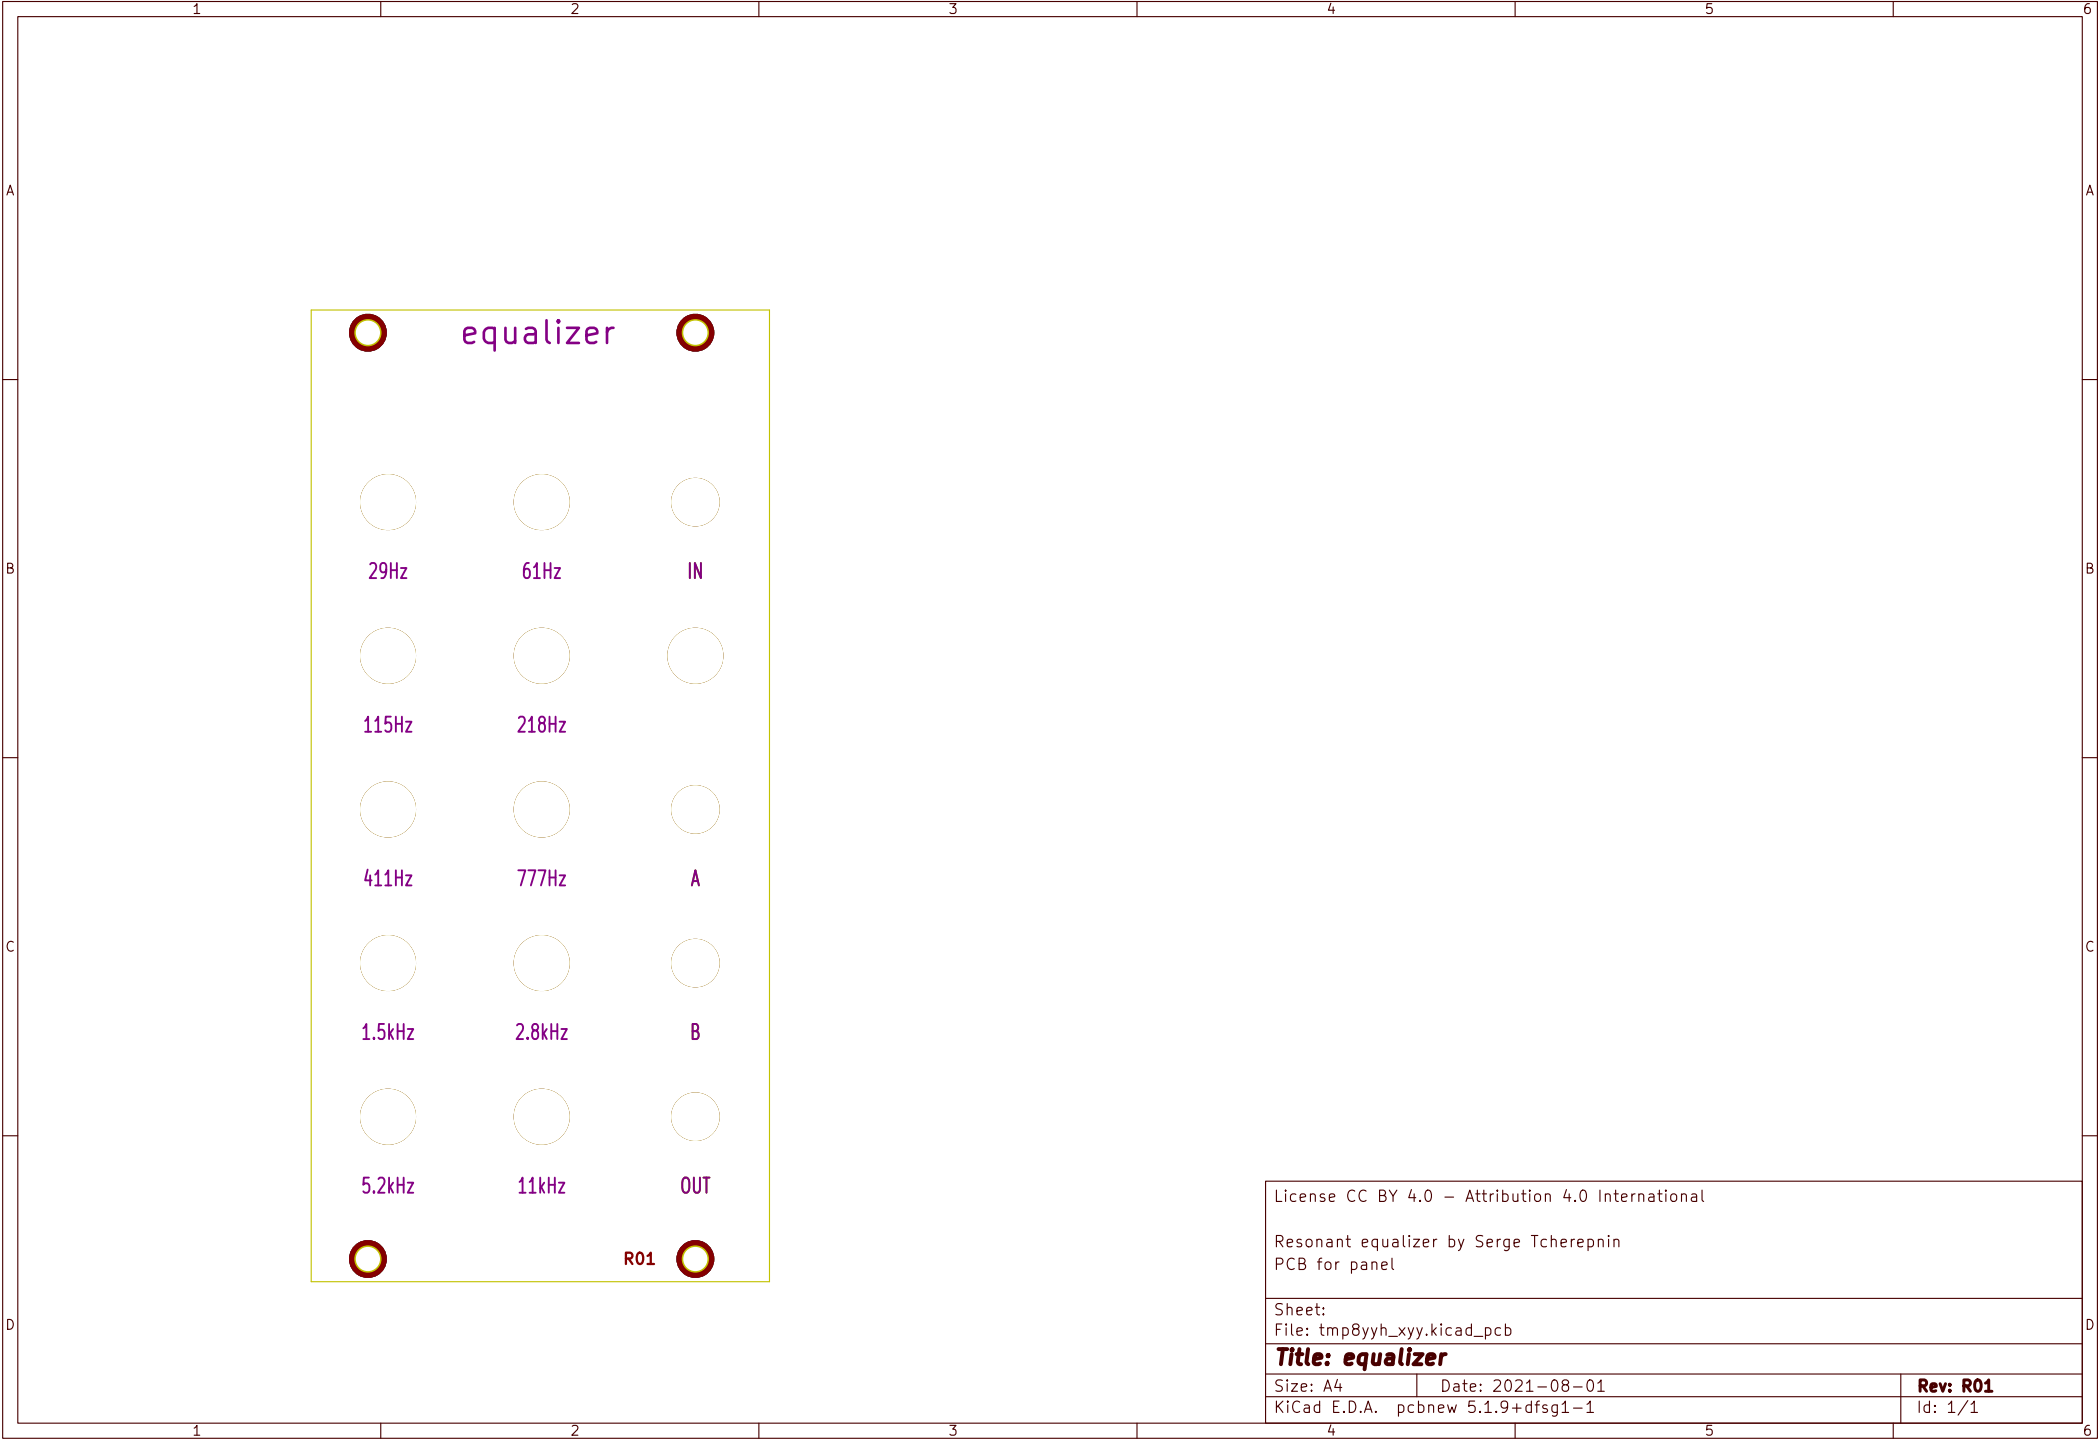 1 2 3 4 5 6
A A
equalizer
29Hz 61Hz IN
B B
115Hz 218Hz
411Hz 777Hz A
C C
1.5kHz 2.8kHz B
5.2kHz 11kHz OUT
R01
License CC BY 4.0 - Attribution 4.0 International
Resonant equalizer by Serge Tcherepnin
PCB for panel
Sheet:
File: tmp8yyh_xyy.kicad_pcb
D D
Title: equalizer
Size: A4 Date: 2021-08-01 Rev: R01
KiCad E.D.A. pcbnew 5.1.9+dfsg1-1 Id: 1/1
1 2 3 4 5 6